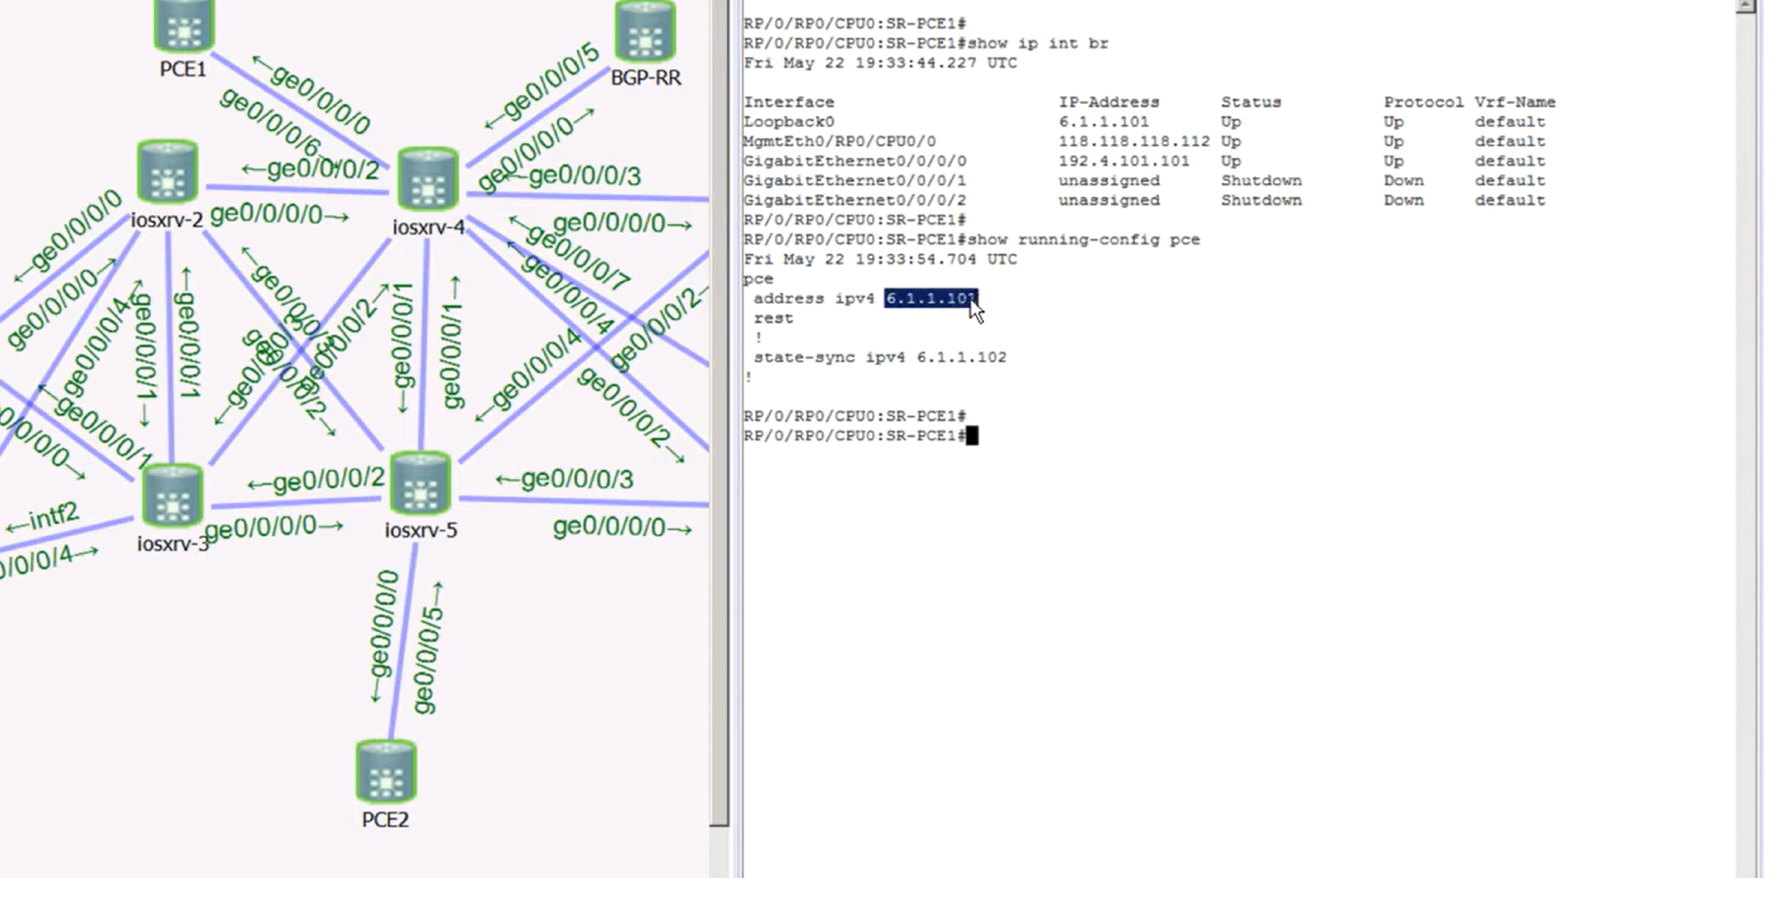 PCE1
BGP-RR
←ge0/0/0/0
ge0/0/0/6→
←ge0/0/0/5
ge0/0/0/0→
←ge0/0/0/2
←ge0/0/0/3
iosxrv-2
ge0/0/0/0→
iosxrv-4
ge0/0/0/0→
←ge0/0/0/0
ge0/0/0/0→
←ge0/0/0/7
←ge0/0/0/4
ge0/0/0/4→
ge0/0/0/1→
←ge0/0/0/1
←ge0/0/0/1
ge0/0/0/1→
ge0/0/0/2→
←ge0/0/0/4
ge0/0/0/2→
←ge0/0/0/1
0/0/0/0→
←ge0/0/0/2
←ge0/0/0/3
←intf2
iosxrv-3
ge0/0/0/0→
iosxrv-5
ge0/0/0/0→
0/0/0/4→
←ge0/0/0/0
ge0/0/0/5→
PCE2
RP/0/RP0/CPU0:SR-PCE1#
RP/0/RP0/CPU0:SR-PCE1#show ip int br
Fri May 22 19:33:44.227 UTC
Interface IP-Address Status Protocol Vrf-Name
Loopback0 6.1.1.101 Up Up default
MgmtEth0/RP0/CPU0/0 118.118.118.112 Up Up default
GigabitEthernet0/0/0/0 192.4.101.101 Up Up default
GigabitEthernet0/0/0/1 unassigned Shutdown Down default
GigabitEthernet0/0/0/2 unassigned Shutdown Down default
RP/0/RP0/CPU0:SR-PCE1#
RP/0/RP0/CPU0:SR-PCE1#show running-config pce
Fri May 22 19:33:54.704 UTC
pce
address ipv4 6.1.1.101
rest
!
state-sync ipv4 6.1.1.102
!
RP/0/RP0/CPU0:SR-PCE1#
RP/0/RP0/CPU0:SR-PCE1#